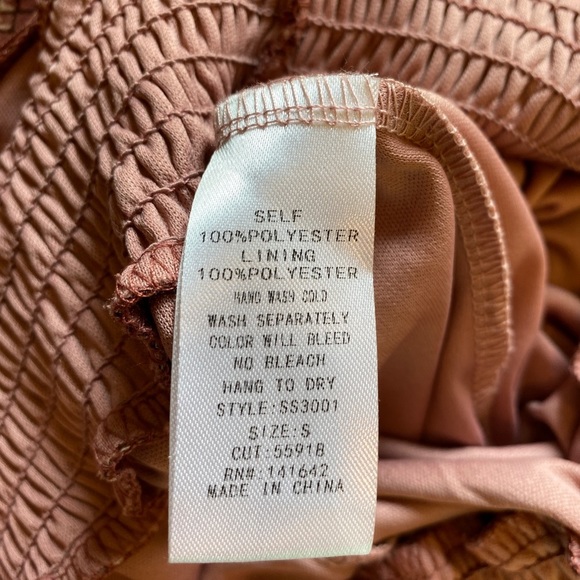 SELF
100%POLYESTER
LINING
100%POLYESTER
HAND WASH COLD
WASH SEPARATELY
COLOR WILL BLEED
NO BLEACH
HANG TO DRY
STYLE:SS3001
SIZE:S
CUT:55918
RN#:141642
MADE IN CHINA